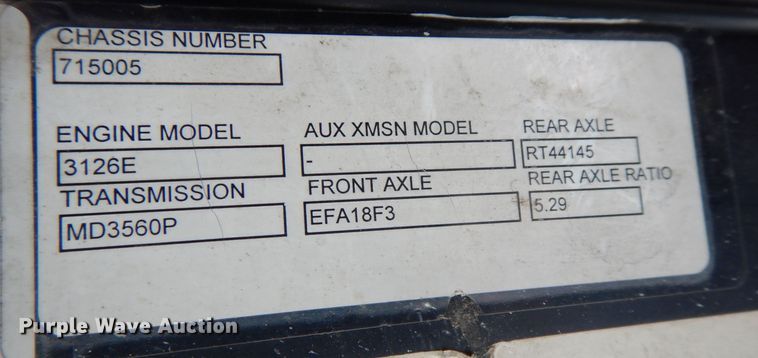 CHASSIS NUMBER
715005
ENGINE MODEL
3126E
AUX XMSN MODEL
-
REAR AXLE
RT44145
TRANSMISSION
MD3560P
FRONT AXLE
EFA18F3
REAR AXLE RATIO
5.29
Purple Wave Auction